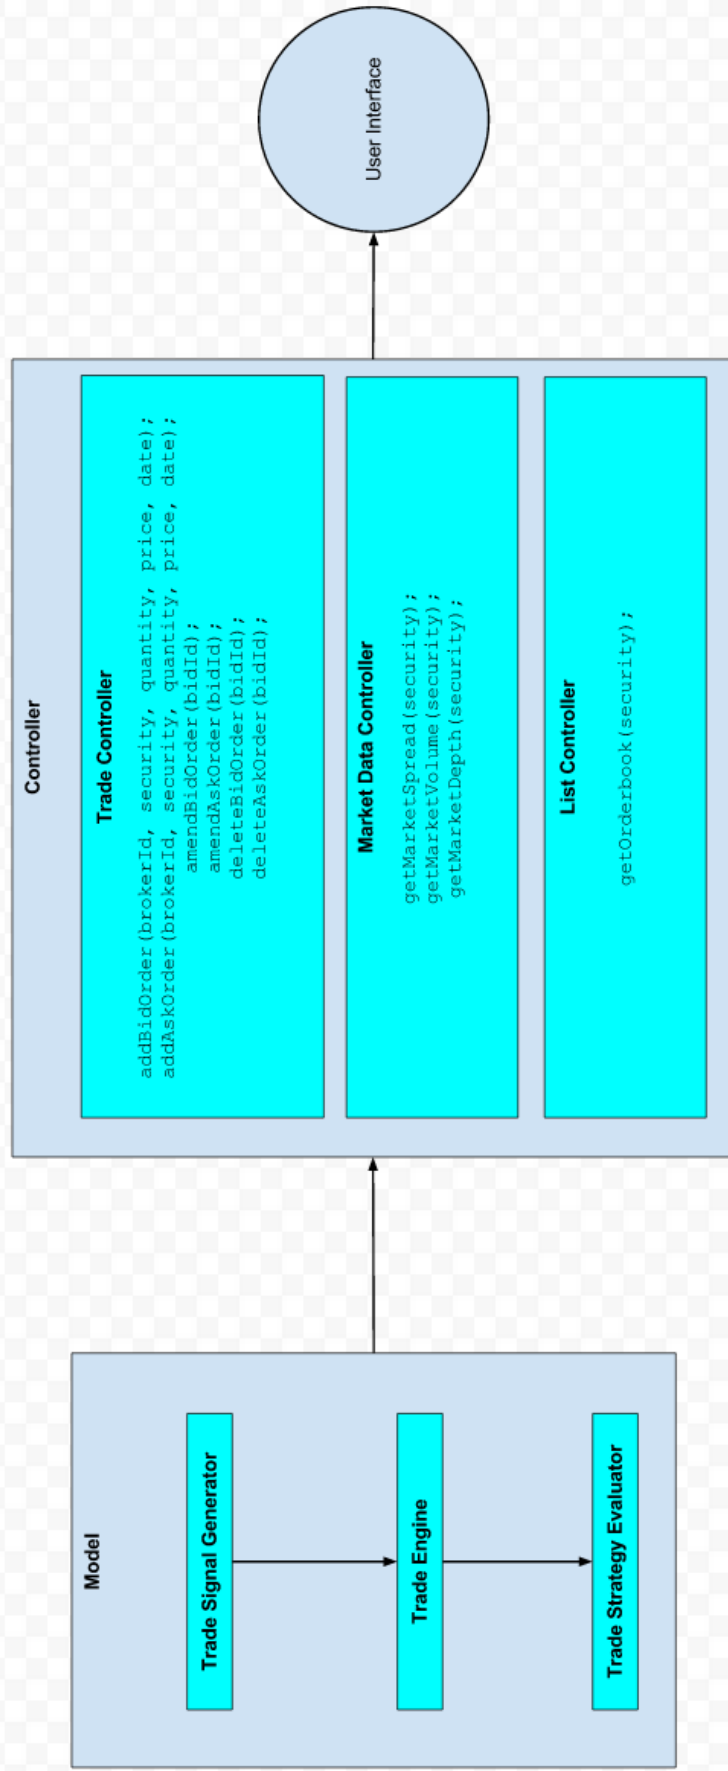 Model
Trade Signal Generator
Trade Engine
Trade Strategy Evaluator
Controller
Trade Controller
addBidOrder(brokerId, security, quantity, price, date);
addAskOrder(brokerId, security, quantity, price, date);
amendBidOrder(bidId);
amendAskOrder(bidId);
deleteBidOrder(bidId);
deleteAskOrder(bidId);
Market Data Controller
getMarketSpread(security);
getMarketVolume(security);
getMarketDepth(security);
List Controller
getOrderbook(security);
User Interface